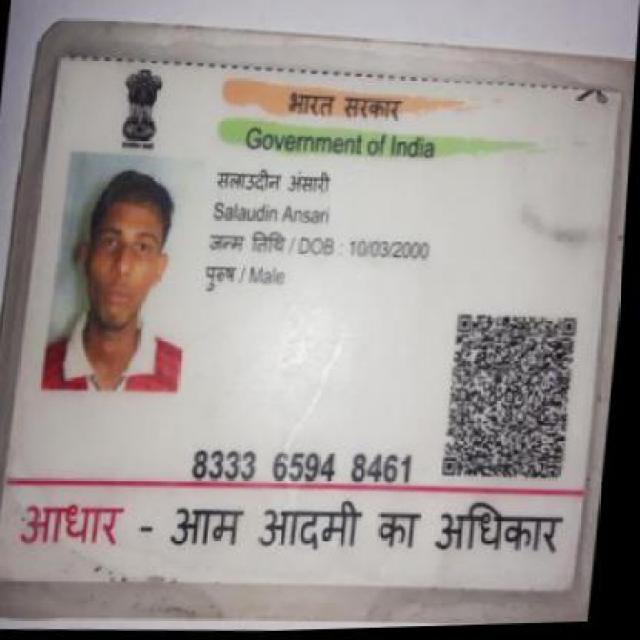 भारत सरकार
Government of India
सलाउदीन अंसारी
Salaudin Ansari
जन्म तिथि / DOB : 10/03/2000
पुरुष / Male
8333 6594 8461
आधार - आम आदमी का अधिकार